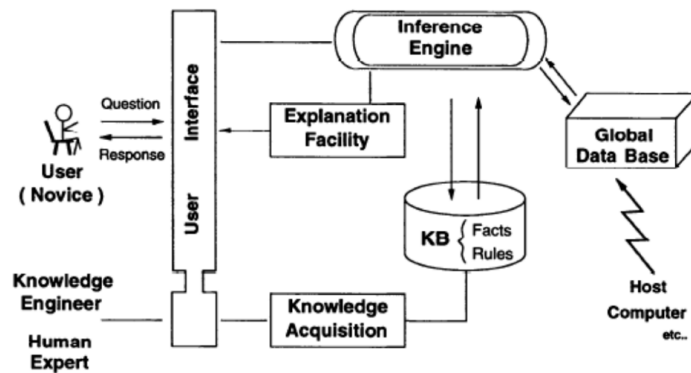 Inference
Engine
Question
Response
User
( Novice )
User Interface
Explanation
Facility
Global
Data Base
KB { Facts
Rules
Knowledge
Engineer
Human
Expert
Knowledge
Acquisition
Host
Computer
etc..